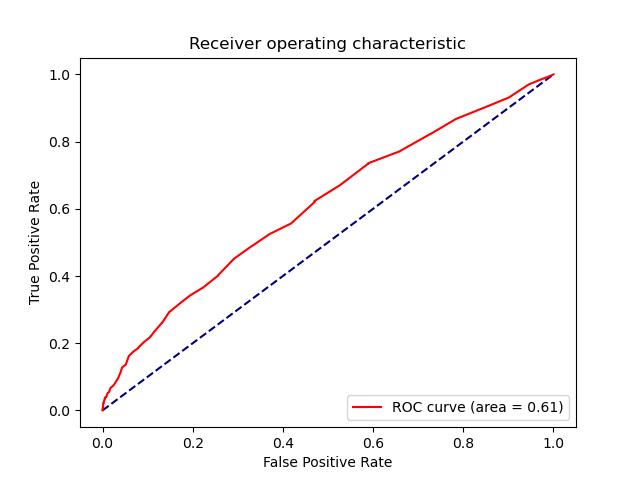 Receiver operating characteristic
True Positive Rate
1.0
0.8
0.6
0.4
0.2
0.0
ROC curve (area = 0.61)
0.0 0.2 0.4 0.6 0.8 1.0
False Positive Rate